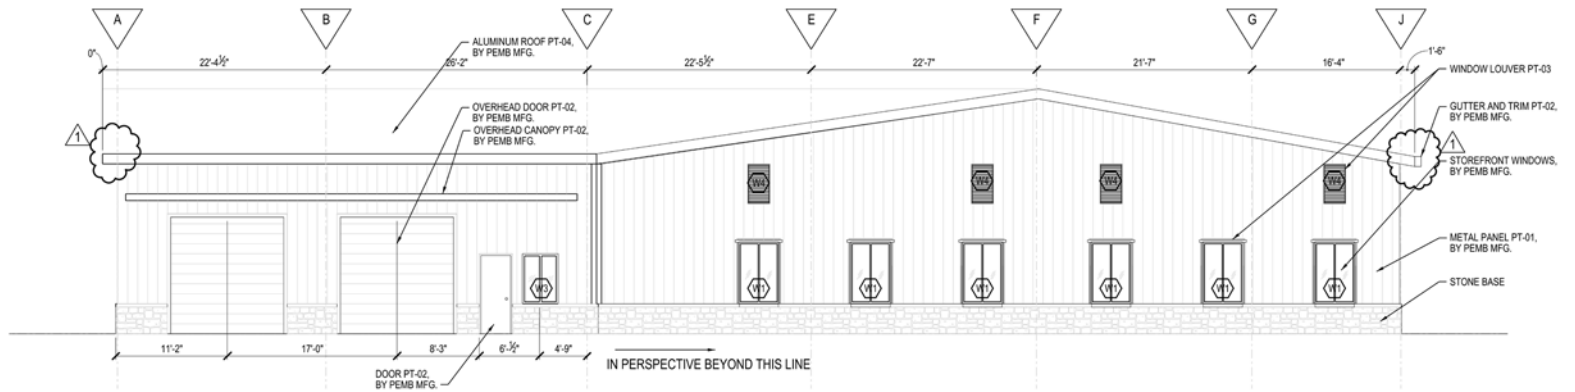 A B C E F G J
0"
22'-4½" 26'-2" 22'-5½" 22'-7" 21'-7" 16'-4" 1'-6"
ALUMINUM ROOF PT-04,
BY PEMB MFG.
WINDOW LOUVER PT-03
OVERHEAD DOOR PT-02,
BY PEMB MFG.
OVERHEAD CANOPY PT-02,
BY PEMB MFG.
GUTTER AND TRIM PT-02,
BY PEMB MFG.
1 1
STOREFRONT WINDOWS,
BY PEMB MFG.
W4 W4 W4 W4
METAL PANEL PT-01,
BY PEMB MFG.
STONE BASE
W3 W1 W1 W1 W1 W1 W1
11'-2" 17'-0" 8'-3" 6'-½" 4'-9"
IN PERSPECTIVE BEYOND THIS LINE
DOOR PT-02,
BY PEMB MFG.